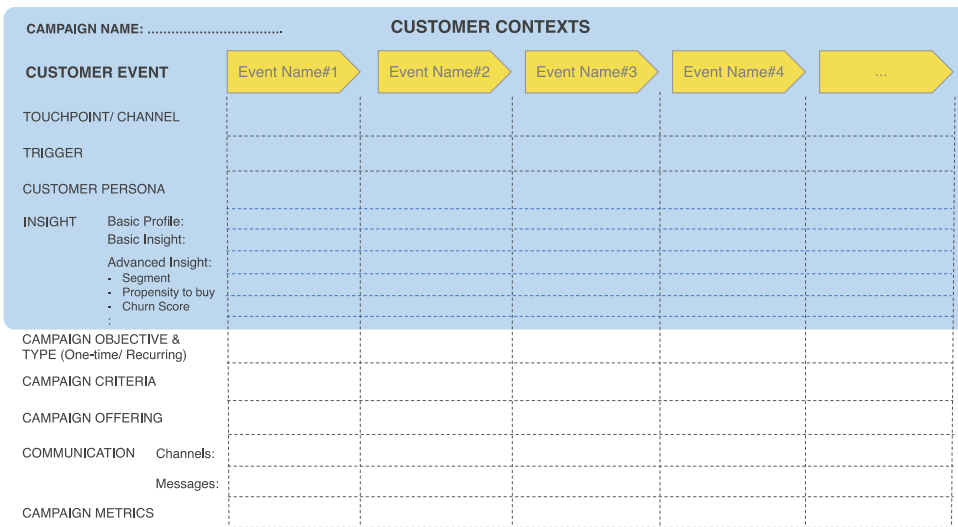 CUSTOMER CONTEXTS
CAMPAIGN NAME: ..................................
CUSTOMER EVENT
Event Name#1
Event Name#2
Event Name#3
Event Name#4
...
TOUCHPOINT/ CHANNEL
TRIGGER
CUSTOMER PERSONA
INSIGHT Basic Profile:
Basic Insight:
Advanced Insight:
- Segment
- Propensity to buy
- Churn Score
:
CAMPAIGN OBJECTIVE &
TYPE (One-time/ Recurring)
CAMPAIGN CRITERIA
CAMPAIGN OFFERING
COMMUNICATION Channels:
Messages:
CAMPAIGN METRICS